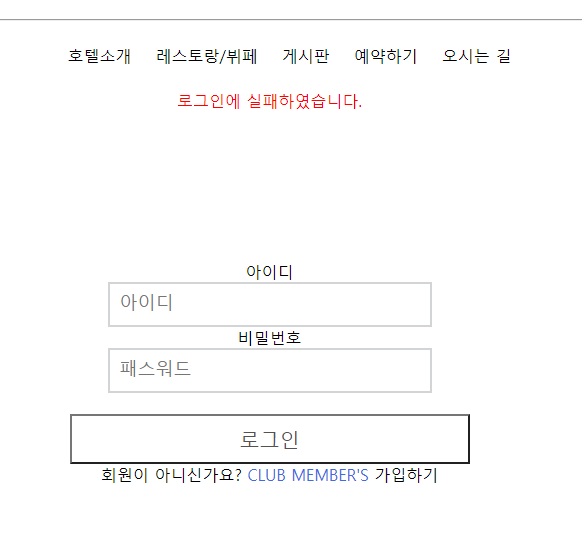 호텔소개 레스토랑/뷔페 게시판 예약하기 오시는 길
로그인에 실패하였습니다.
아이디
아이디
비밀번호
패스워드
로그인
회원이 아니신가요? CLUB MEMBER'S 가입하기